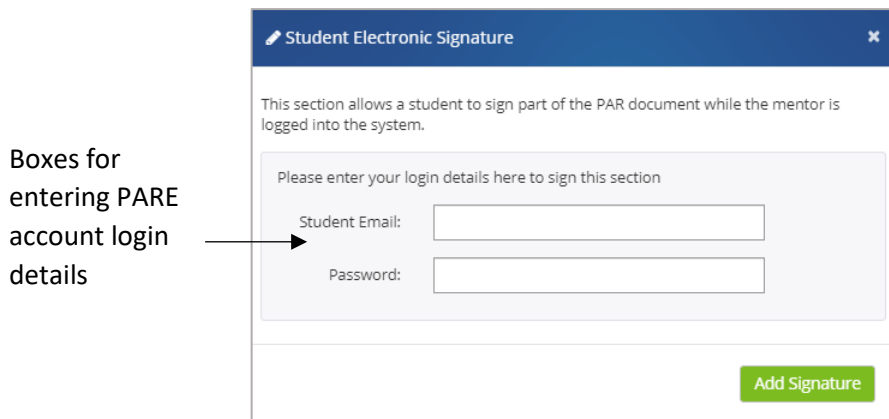 Student Electronic Signature
This section allows a student to sign part of the PAR document while the mentor is
logged into the system.
Boxes for
entering PARE
account login
details
Please enter your login details here to sign this section
Student Email:
Password:
Add Signature